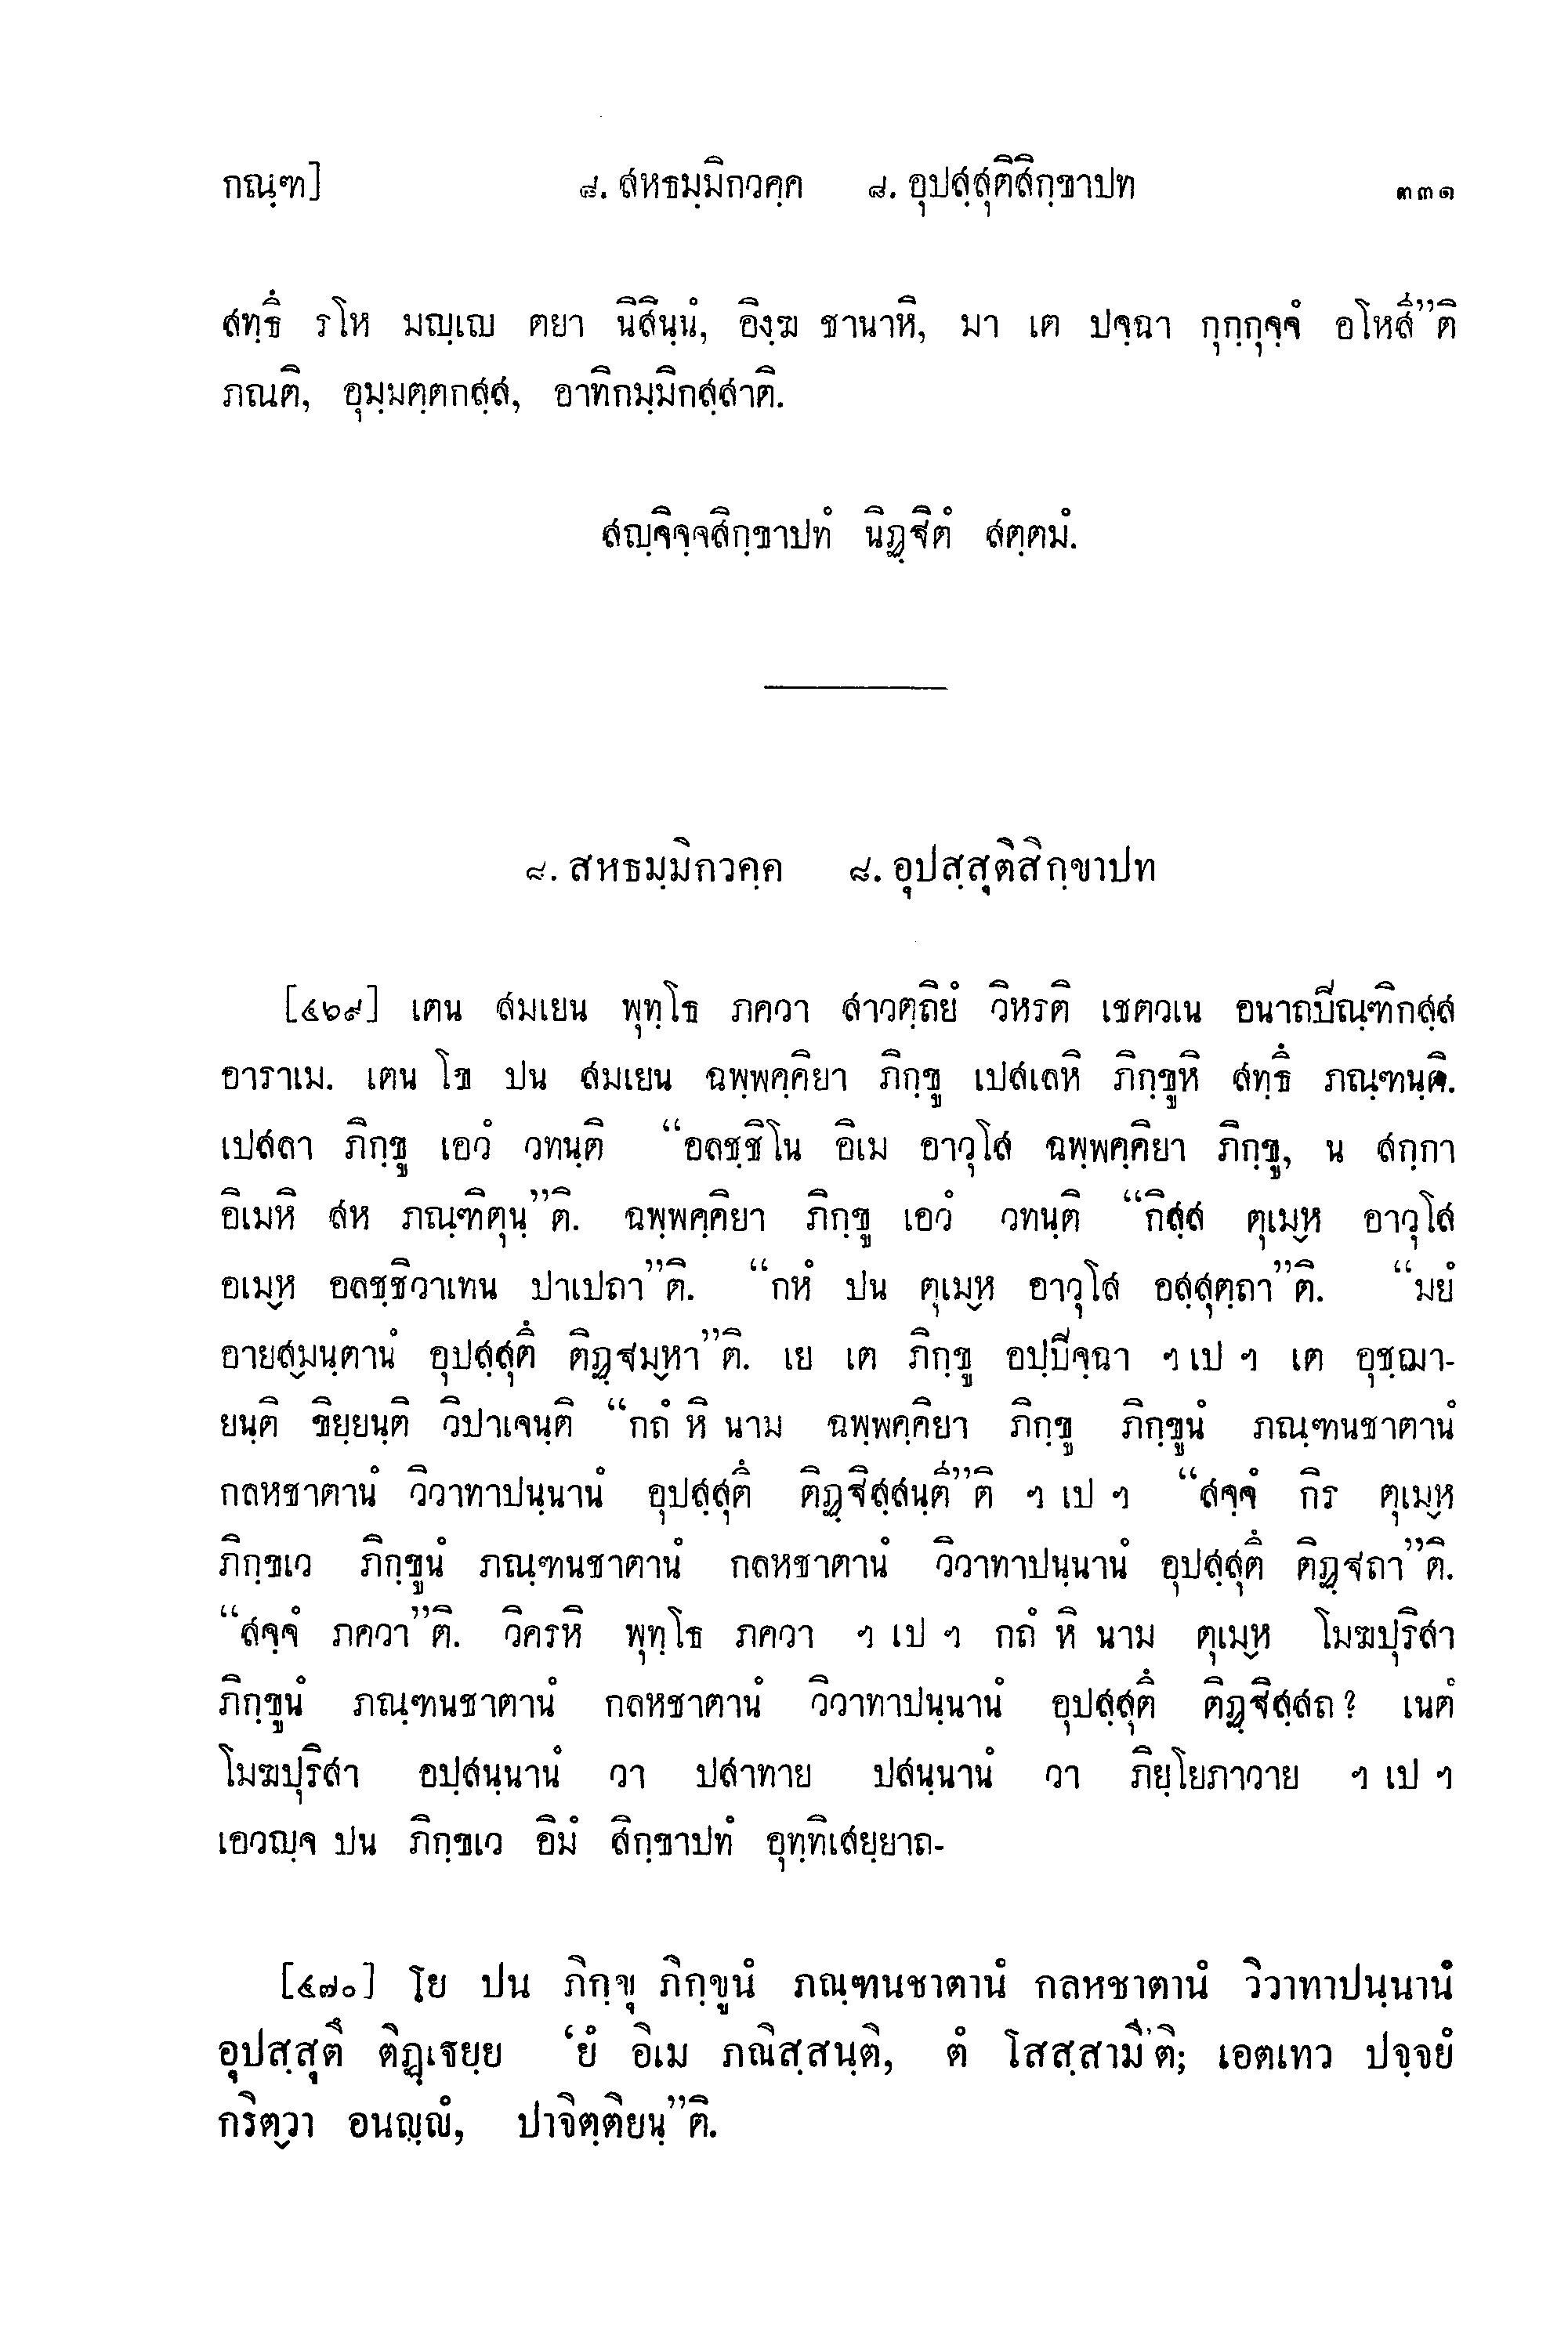 กณฺฑ] ๘. สหธมฺมิกวคฺค ๘. อุปสฺสุติสิกฺขาปท ๓๓๑
สทฺธึ รโห มญฺเญ ตยา นิสินฺนํ, อิงฺฆ ชานาหิ, มา เต ปจฺฉา กุกฺกุจฺจํ อโหสี”ติ
ภณติ, อุมฺมตฺตกสฺส, อาทิกมฺมิกสฺสาติ.
สญฺจิจฺจสิกฺขาปทํ นิฏฺฐิตํ สตฺตมํ.
๘. สหธมฺมิกวคฺค ๘. อุปสฺสุติสิกฺขาปท
[๔๖๙] เตน สมเยน พุทฺโธ ภควา สาวตฺถิยํ วิหรติ เชตวเน อนาถปิณฺฑิกสฺส
อาราเม. เตน โข ปน สมเยน ฉพฺพคฺคิยา ภิกฺขู เปสเลหิ ภิกฺขูหิ สทฺธึ ภณฺฑนฺติ.
เปสลา ภิกฺขู เอวํ วทนฺติ “อลชฺชิโน อิเม อาวุโส ฉพฺพคฺคิยา ภิกฺขู, น สกฺกา
อิเมหิ สห ภณฺฑิตุนฺ”ติ. ฉพฺพคฺคิยา ภิกฺขู เอวํ วทนฺติ “กิสฺส ตุเมฺห อาวุโส
อเมฺห อลชฺชิวาเทน ปาเปถา”ติ. “กหํ ปน ตุเมฺห อาวุโส อสฺสุตฺถา”ติ. “มยํ
อายสฺมนฺตานํ อุปสฺสุตึ ติฏฺฐมฺหา”ติ. เย เต ภิกฺขู อปฺปิจฺฉา ฯ เป ฯ เต อุชฺฌา-
ยนฺติ ขิยฺยนฺติ วิปาเจนฺติ “กถํ หิ นาม ฉพฺพคฺคิยา ภิกฺขู ภิกฺขูนํ ภณฺฑนชาตานํ
กลหชาตานํ วิวาทาปนฺนานํ อุปสฺสุตึ ติฏฺฐิสฺสนฺตี”ติ ฯ เป ฯ “สจฺจํ กิร ตุเมฺห
ภิกฺขเว ภิกฺขูนํ ภณฺฑนชาตานํ กลหชาตานํ วิวาทาปนฺนานํ อุปสฺสุตึ ติฏฺฐถา”ติ.
“สจฺจํ ภควา”ติ. วิครหิ พุทฺโธ ภควา ฯ เป ฯ กถํ หิ นาม ตุเมฺห โมฆปุริสา
ภิกฺขูนํ ภณฺฑนชาตานํ กลหชาตานํ วิวาทาปนฺนานํ อุปสฺสุตึ ติฏฺฐิสฺสถ? เนตํ
โมฆปุริสา อปฺสนฺนานํ วา ปสาทาย ปสนฺนานํ วา ภิยฺโยภาวาย ฯ เป ฯ
เอวญฺจ ปน ภิกฺขเว อิมํ สิกฺขาปทํ อุทฺทิเสยฺยาถ-
[๔๗๐] โย ปน ภิกฺขุ ภิกฺขูนํ ภณฺฑนชาตานํ กลหชาตานํ วิวาทาปนฺนานํ
อุปสฺสุตึ ติฏฺเฐยฺย ‘ยํ อิเม ภณิสฺสนฺติ, ตํ โสสฺสามี’ติ; เอตเทว ปจฺจยํ
กริตฺวา อนญฺญํ, ปาจิตฺติยนฺ”ติ.